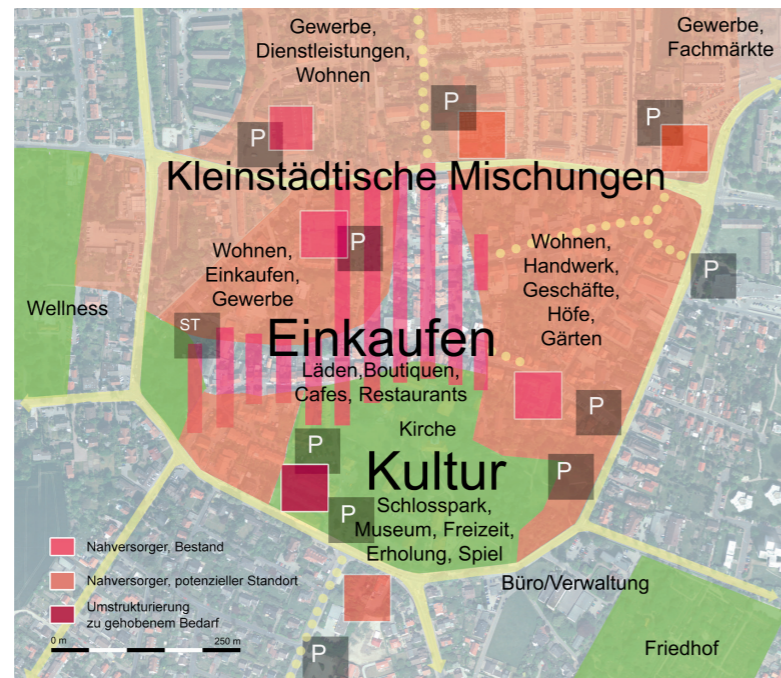 Gewerbe,
Dienstleistungen,
Wohnen
Gewerbe,
Fachmärkte
P
P
P
Kleinstädtische Mischungen
Wohnen,
Einkaufen,
Gewerbe
P
Wohnen,
Handwerk,
Geschäfte,
Höfe,
Gärten
P
Wellness
ST
Einkaufen
Läden,Boutiquen,
Cafes, Restaurants
P
Kirche
P
Kultur
P
Schlosspark,
Museum, Freizeit,
Erholung, Spiel
P
Büro/Verwaltung
Friedhof
P
Nahversorger, Bestand
Nahversorger, potenzieller Standort
Umstrukturierung
zu gehobenem Bedarf
0 m
250 m